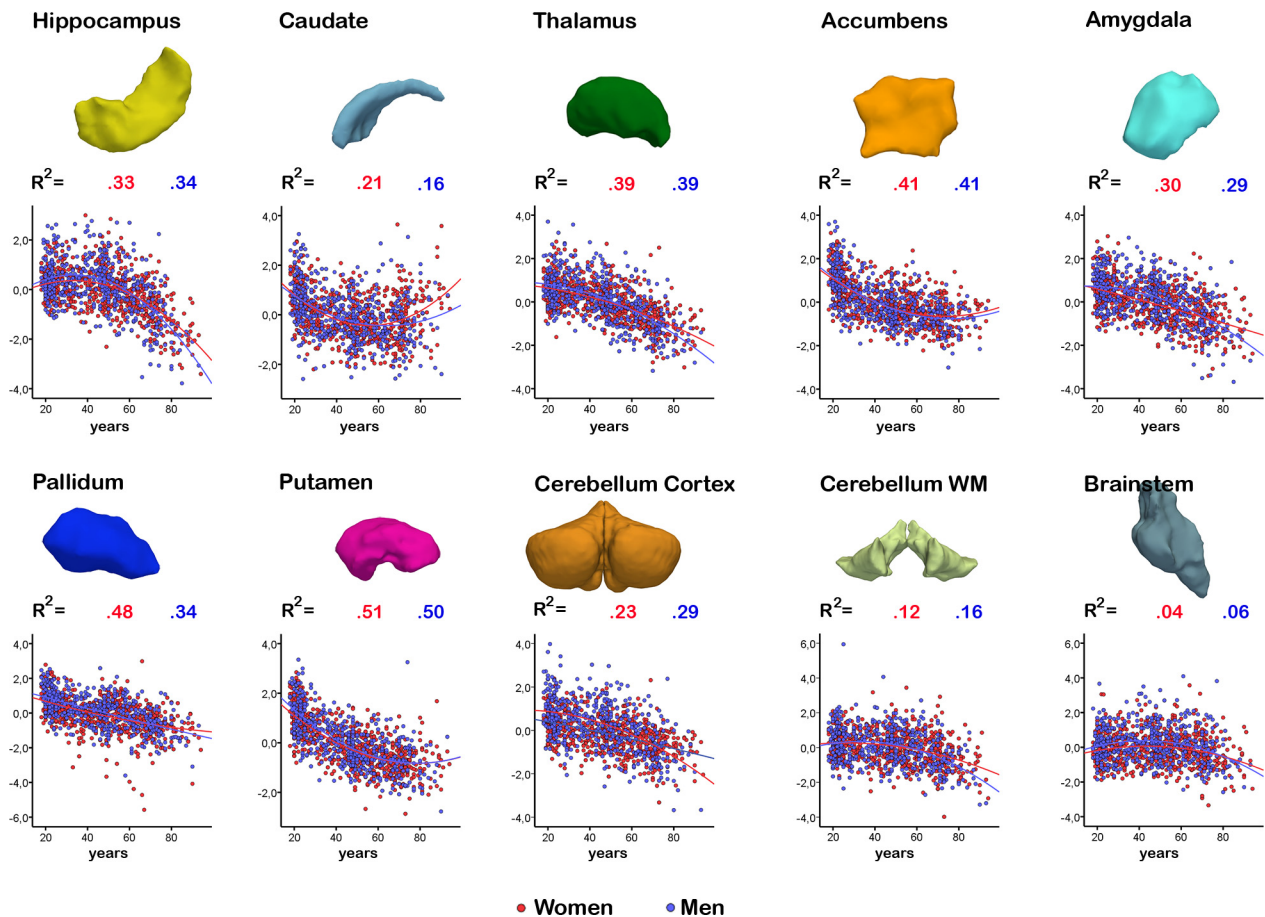 Hippocampus
R2= .33 .34
2,0
0,0
-2,0
-4,0
20 40 60 80
years
Caudate
R2= .21 .16
4,0
2,0
0,0
-2,0
20 40 60 80
years
Thalamus
R2= .39 .39
4,0
2,0
0,0
-2,0
-4,0
20 40 60 80
years
Accumbens
R2= .41 .41
4,0
2,0
0,0
-2,0
-4,0
20 40 60 80
years
Amygdala
R2= .30 .29
4,0
2,0
0,0
-2,0
-4,0
20 40 60 80
years
Pallidum
R2= .48 .34
4,0
2,0
0,0
-2,0
-4,0
-6,0
20 40 60 80
years
Putamen
R2= .51 .50
4,0
2,0
0,0
-2,0
20 40 60 80
years
Cerebellum Cortex
R2= .23 .29
4,0
2,0
0,0
-2,0
-4,0
20 40 60 80
years
Cerebellum WM
R2= .12 .16
6,0
4,0
2,0
0,0
-2,0
-4,0
20 40 60 80
years
Brainstem
R2= .04 .06
6,0
4,0
2,0
0,0
-2,0
-4,0
20 40 60 80
years
Women Men